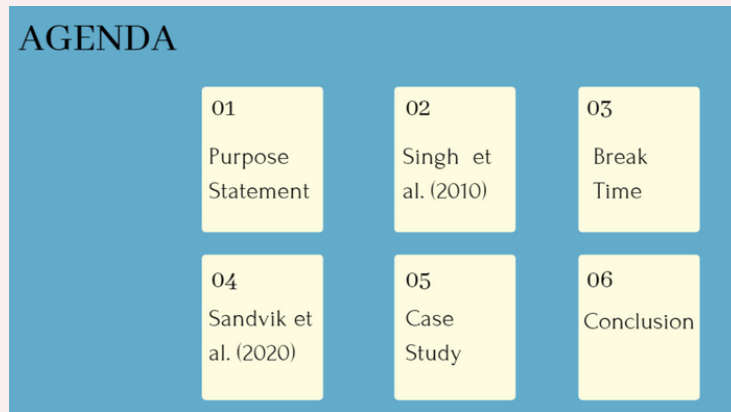 AGENDA
01
Purpose
Statement
02
Singh et
al. (2010)
03
Break
Time
04
Sandvik et
al. (2020)
05
Case
Study
06
Conclusion